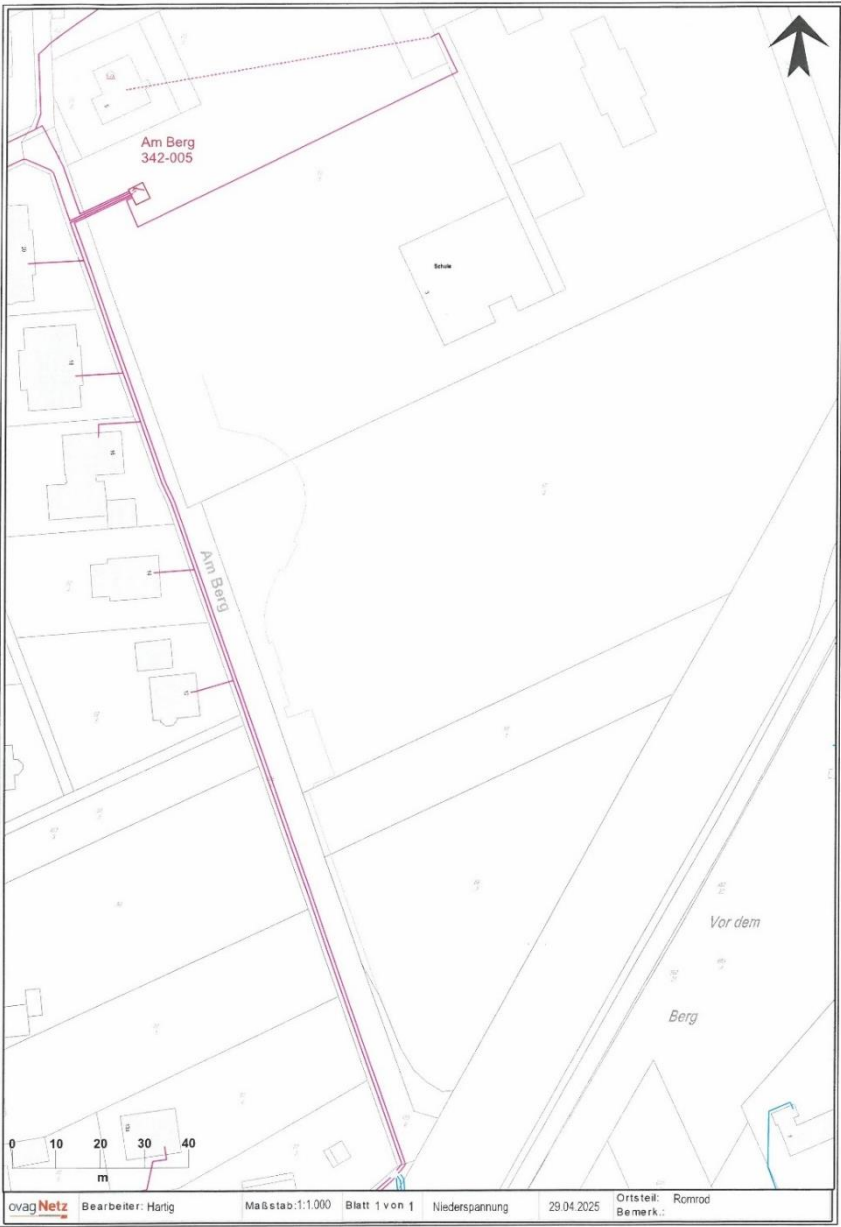 Am Berg
342-005
Schule
Am Berg
Vor dem
Berg
0 10 20 30 40
m
ovag Netz Bearbeiter: Hartig Maßstab:1:1.000 Blatt 1 von 1 Niederspannung 29.04.2025 Ortsteil: Romrod
Bemerk.: